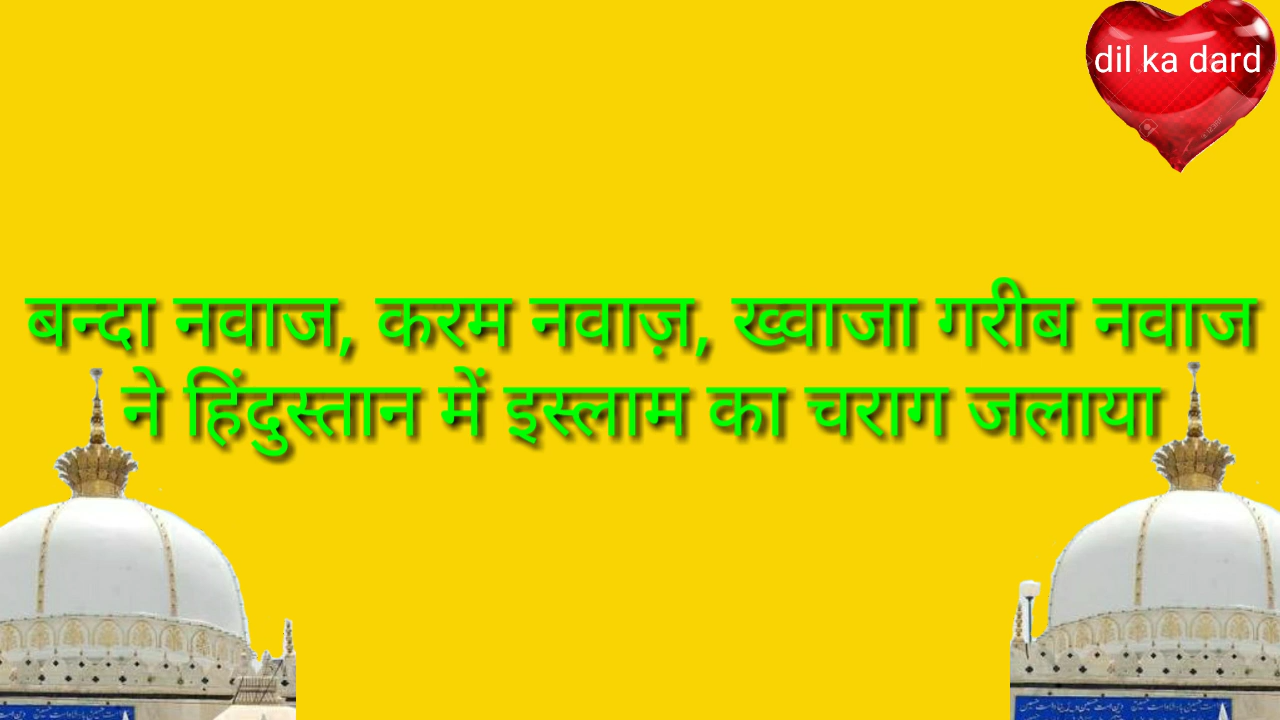 dil ka dard
बन्दा नवाज, करम नवाज़, ख्वाजा गरीब नवाज
ने हिंदुस्तान में इस्लाम का चराग जलाया